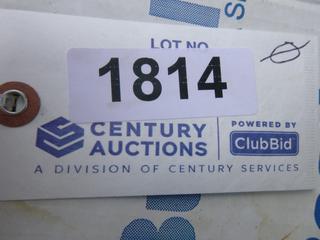 LOT NO.
1814
CENTURY AUCTIONS
POWERED BY
ClubBid
A DIVISION OF CENTURY SERVICES